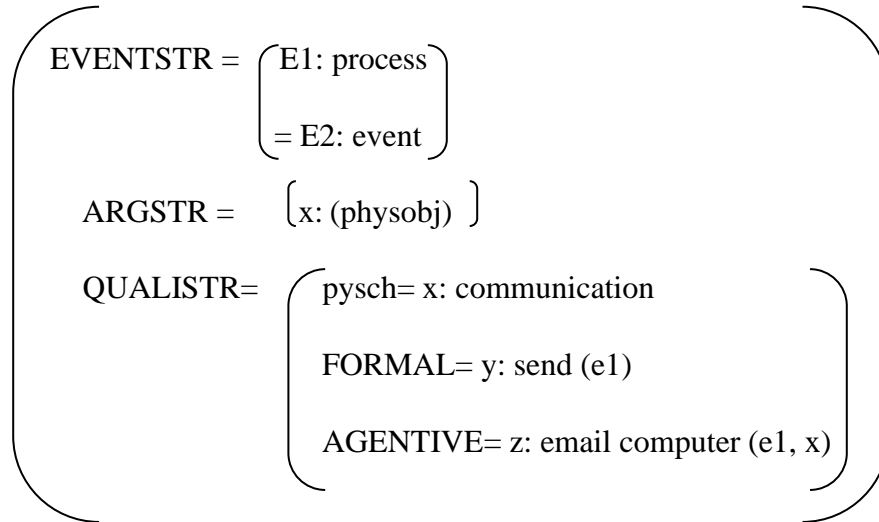 EVENTSTR = E1: process
= E2: event
ARGSTR = x: (physobj)
QUALISTR= pysch= x: communication
FORMAL= y: send (e1)
AGENTIVE= z: email computer (e1, x)